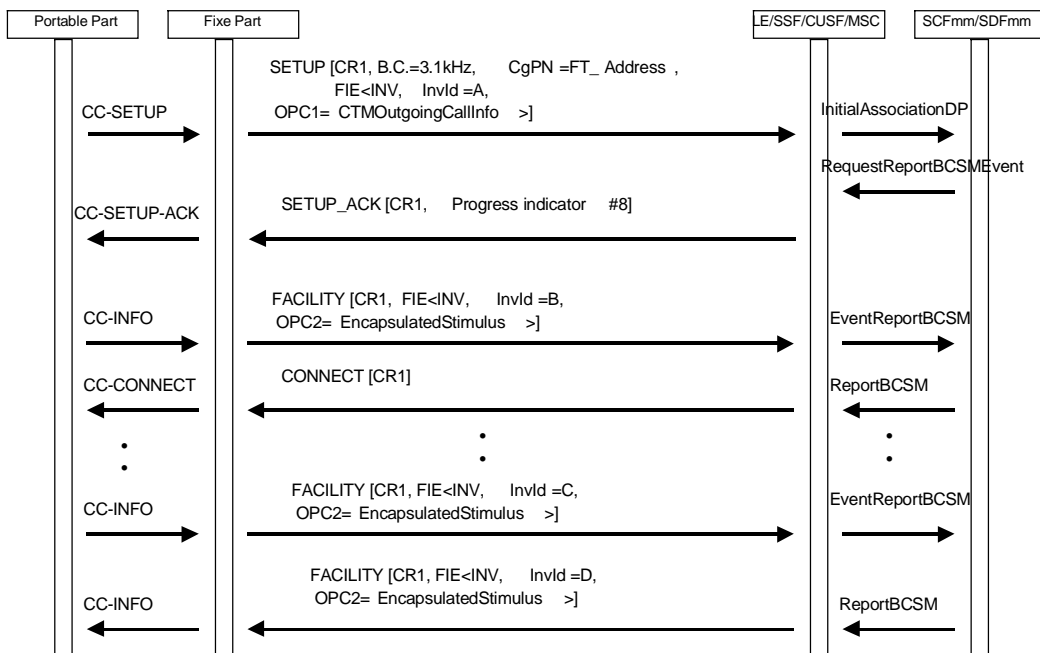 Portable Part
Fixe Part
LE/SSF/CUSF/MSC
SCFmm/SDFmm
SETUP [CR1, B.C.=3.1kHz, CgPN =FT_ Address ,
FIE<INV, InvId =A,
OPC1= CTMOutgoingCallInfo >]
CC-SETUP
InitialAssociationDP
RequestReportBCSMEvent
SETUP_ACK [CR1, Progress indicator #8]
CC-SETUP-ACK
FACILITY [CR1, FIE<INV, InvId =B,
OPC2= EncapsulatedStimulus >]
CC-INFO
EventReportBCSM
CONNECT [CR1]
CC-CONNECT
ReportBCSM
FACILITY [CR1, FIE<INV, InvId =C,
OPC2= EncapsulatedStimulus >]
CC-INFO
EventReportBCSM
FACILITY [CR1, FIE<INV, InvId =D,
OPC2= EncapsulatedStimulus >]
CC-INFO
ReportBCSM